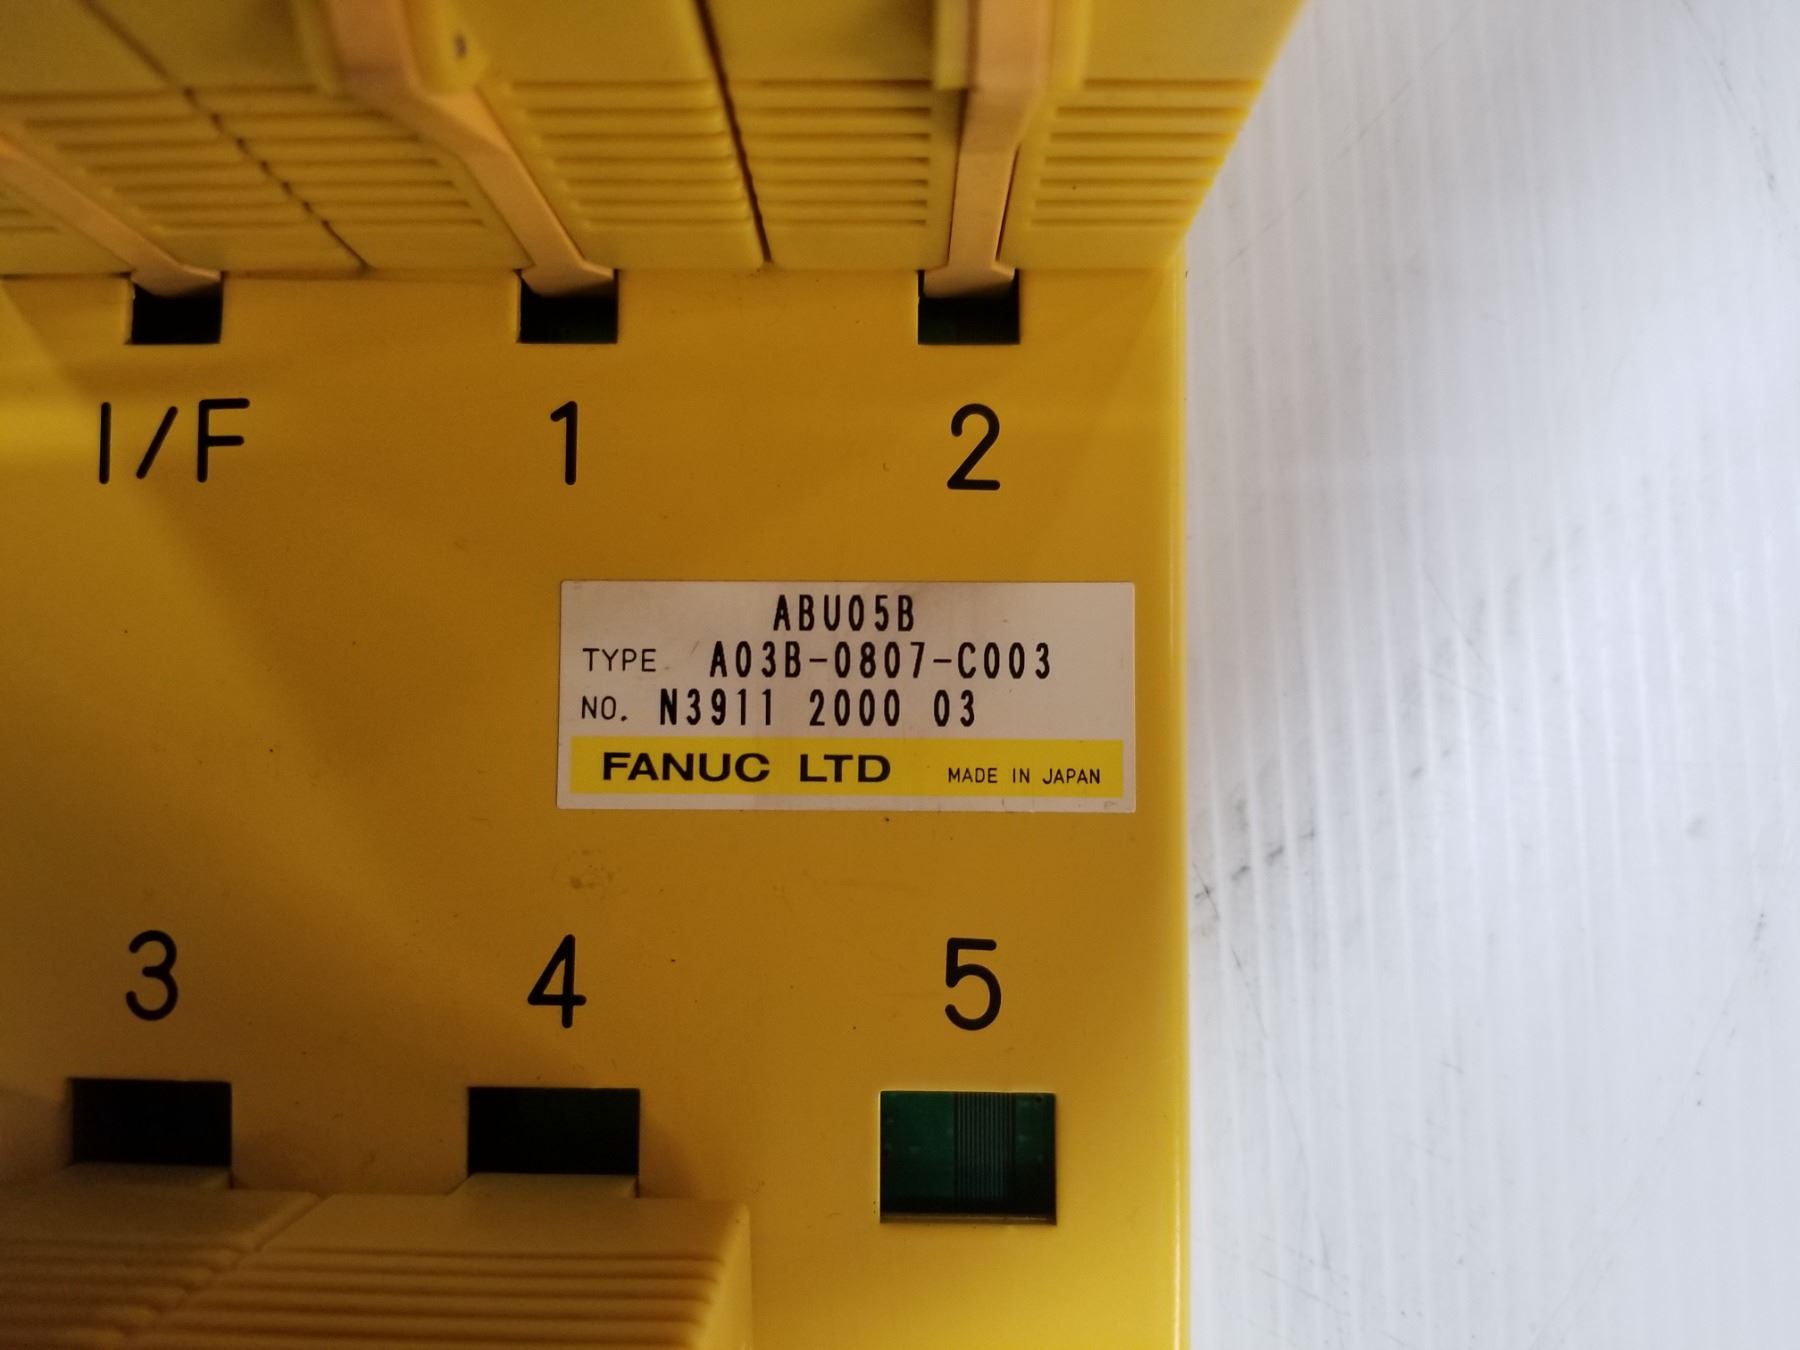 I/F 1 2
ABU05B
TYPE A03B-0807-C003
NO. N3911 2000 03
FANUC LTD MADE IN JAPAN
3 4 5